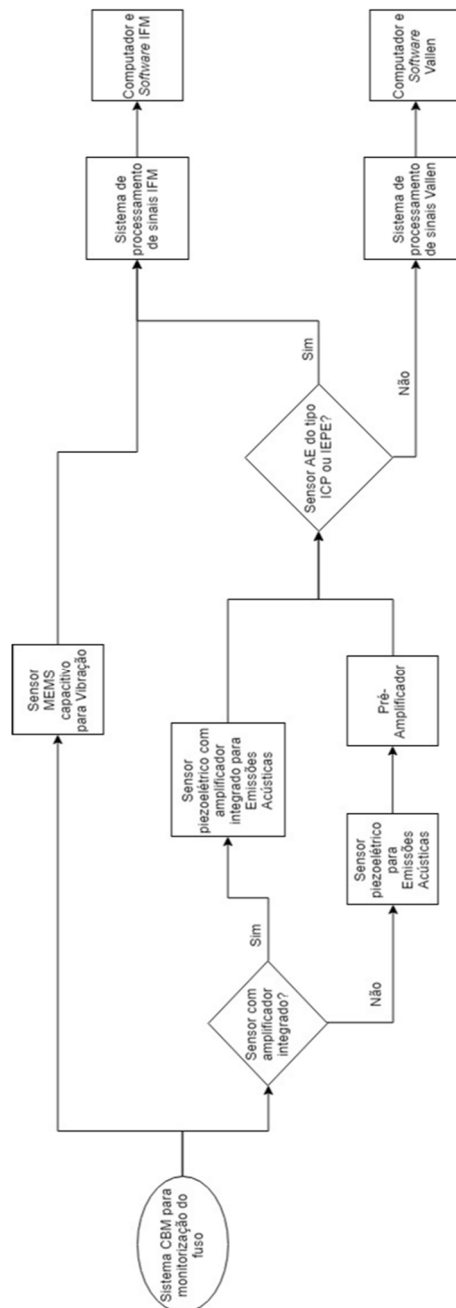 Sistema CBM para
monitorização do
fuso
Sensor
MEMS
capacitivo
para Vibração
Sensor com
amplificador
integrado?
Sim
Não
Sensor
piezoelétrico com
amplificador
integrado para
Emissões
Acústicas
Sensor
piezoelétrico
para
Emissões
Acústicas
Pré-
Amplificador
Sensor AE do tipo
ICP ou IEPE?
Sim
Não
Sistema de
processamento
de sinais IFM
Computador e
Software IFM
Sistema de
processamento
de sinais Vallen
Computador e
Software
Vallen